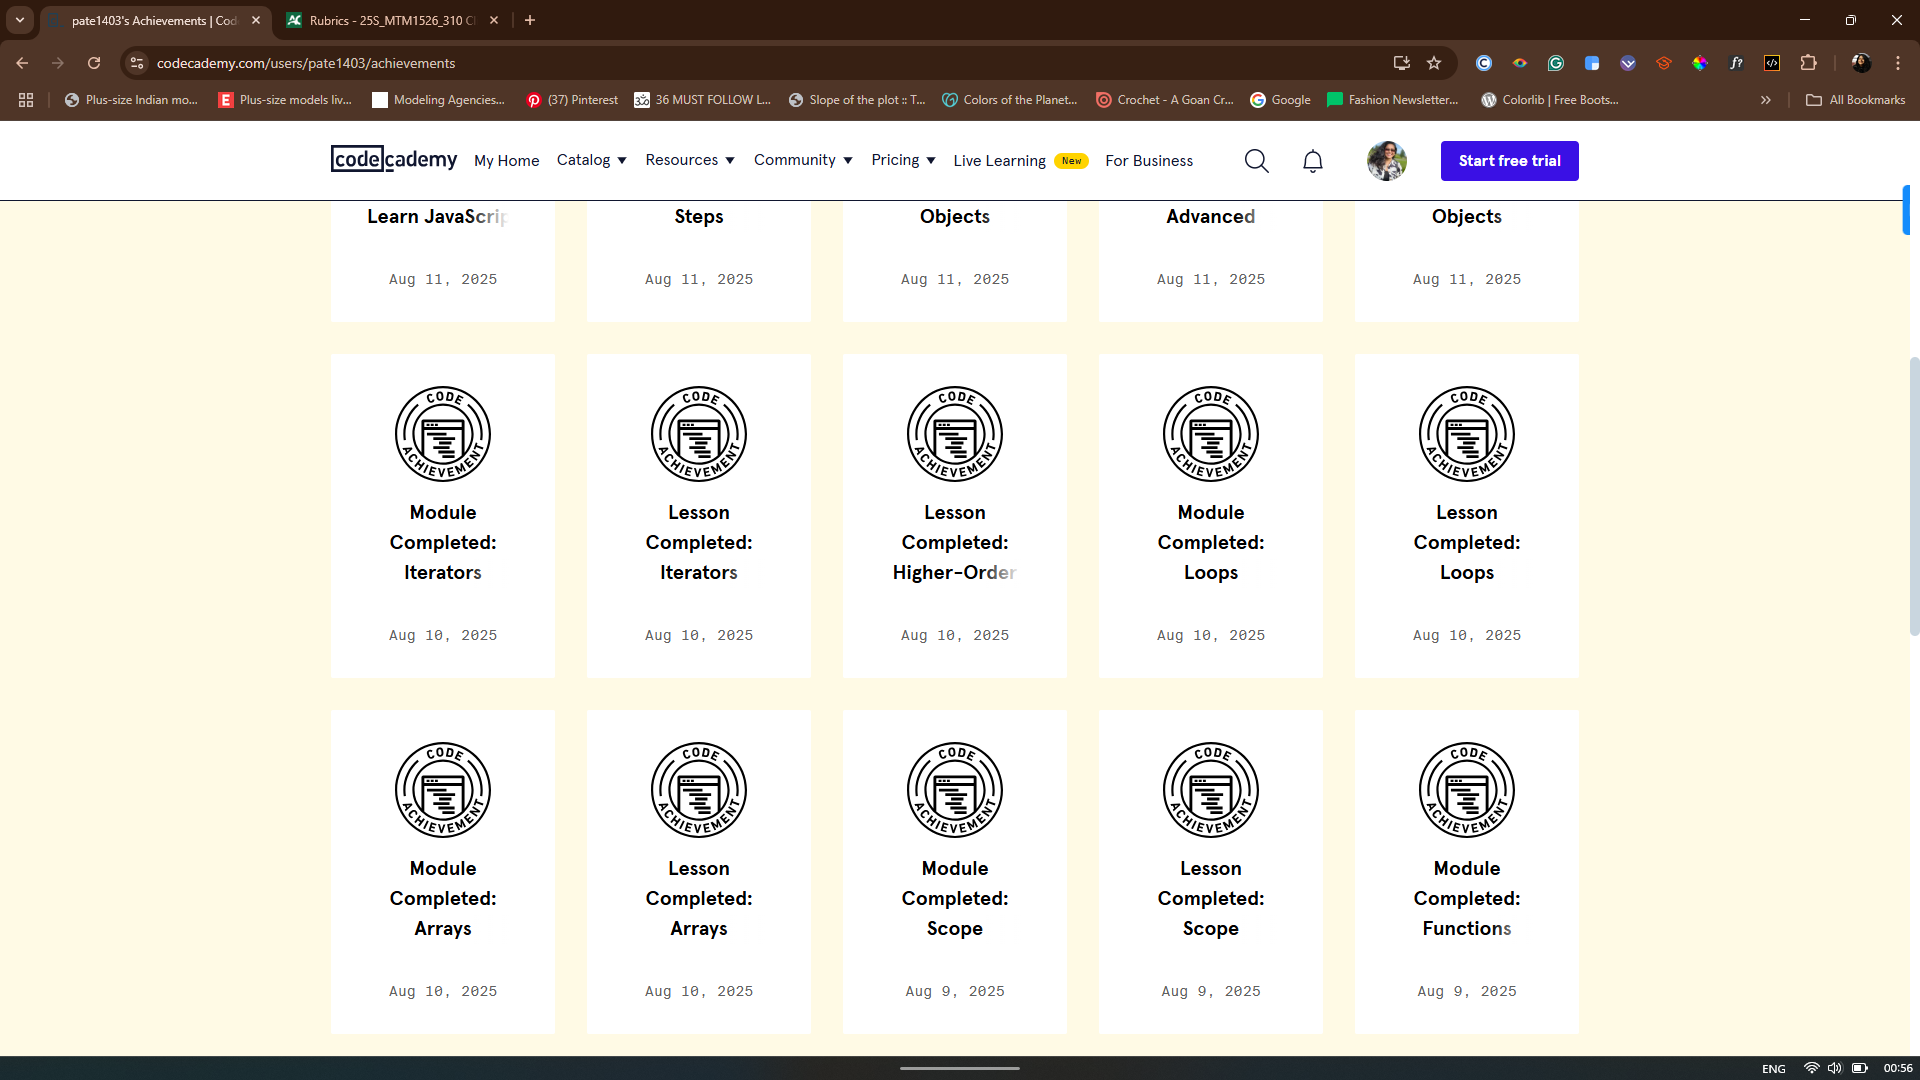 pate1403's Achievements | Cod
Rubrics - 25S_MTM1526_310 Cl
codecademy.com/users/pate1403/achievements
Plus-size Indian mo...
Plus-size models liv...
Modeling Agencies...
(37) Pinterest
36 MUST FOLLOW L...
Slope of the plot :: T...
Colors of the Planet...
Crochet - A Goan Cr...
Google
Fashion Newsletter...
Colorlib | Free Boots...
All Bookmarks
codecademy
My Home
Catalog
Resources
Community
Pricing
Live Learning
New
For Business
Start free trial
Learn JavaScrip
Steps
Objects
Advanced
Objects
Aug 11, 2025
Aug 11, 2025
Aug 11, 2025
Aug 11, 2025
Aug 11, 2025
CODE ACHIEVEMENT
Module
Completed:
Iterators
Aug 10, 2025
CODE ACHIEVEMENT
Lesson
Completed:
Iterators
Aug 10, 2025
CODE ACHIEVEMENT
Lesson
Completed:
Higher-Order
Aug 10, 2025
CODE ACHIEVEMENT
Module
Completed:
Loops
Aug 10, 2025
CODE ACHIEVEMENT
Lesson
Completed:
Loops
Aug 10, 2025
CODE ACHIEVEMENT
Module
Completed:
Arrays
Aug 10, 2025
CODE ACHIEVEMENT
Lesson
Completed:
Arrays
Aug 10, 2025
CODE ACHIEVEMENT
Module
Completed:
Scope
Aug 9, 2025
CODE ACHIEVEMENT
Lesson
Completed:
Scope
Aug 9, 2025
CODE ACHIEVEMENT
Module
Completed:
Functions
Aug 9, 2025
ENG
00:56